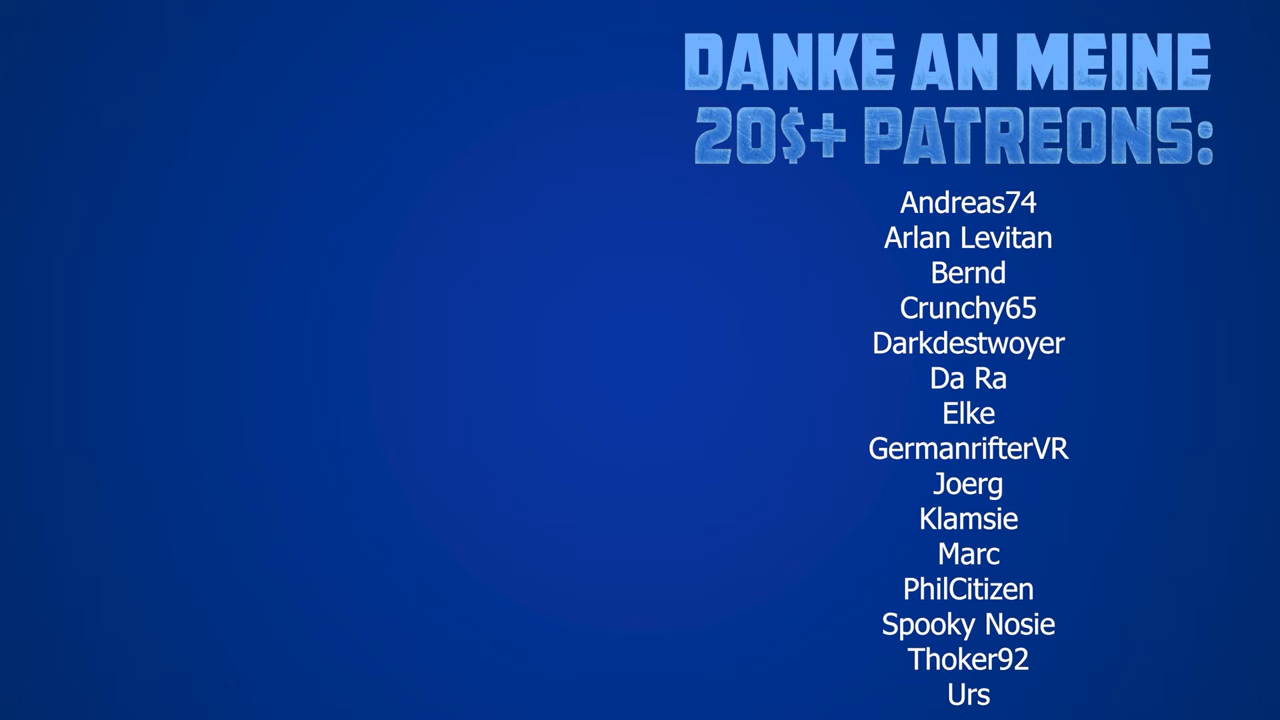 DANKE AN MEINE
20$+ PATREONS:
Andreas74
Arlan Levitan
Bernd
Crunchy65
Darkdestwoyer
Da Ra
Elke
GermanrifterVR
Joerg
Klamsie
Marc
PhilCitizen
Spooky Nosie
Thoker92
Urs